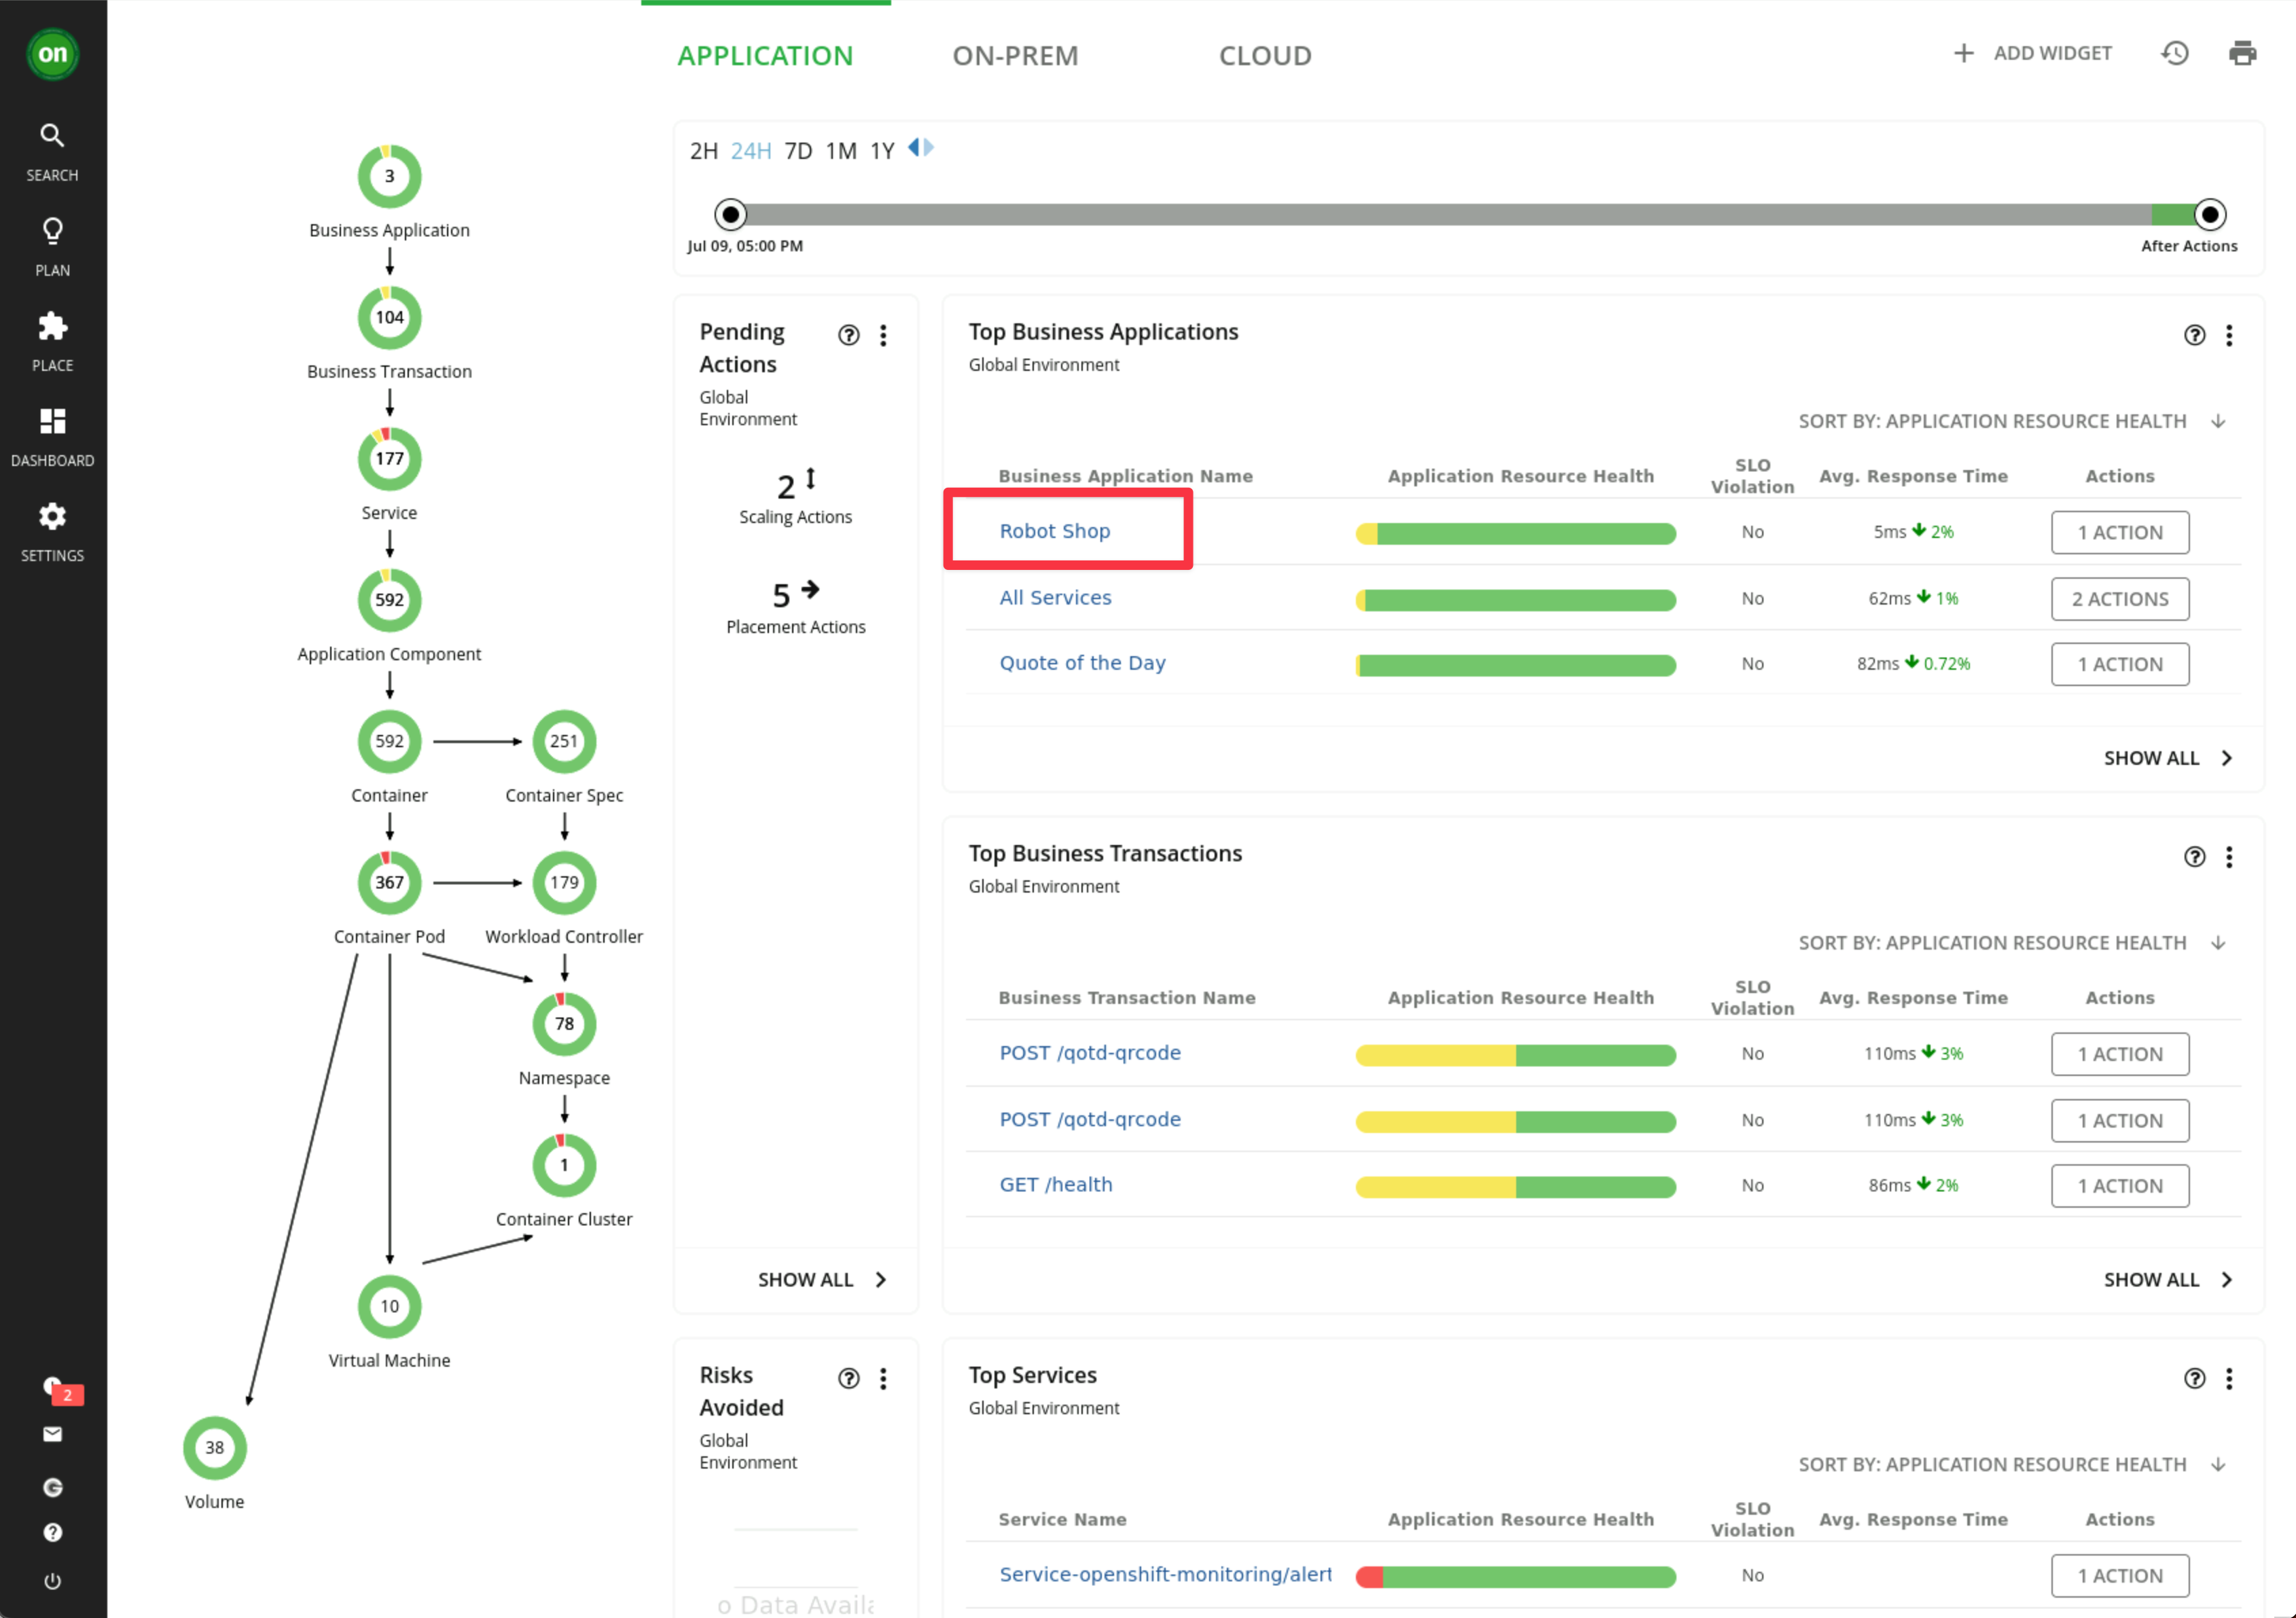 on
SEARCH
PLAN
PLACE
DASHBOARD
SETTINGS
2
3
Business Application
104
Business Transaction
177
Service
592
Application Component
592
251
Container
Container Spec
367
179
Container Pod
Workload Controller
78
Namespace
1
Container Cluster
10
Virtual Machine
38
Volume
APPLICATION
ON-PREM
CLOUD
+ ADD WIDGET
2H 24H 7D 1M 1Y
Jul 09, 05:00 PM
After Actions
Pending
Actions
Global
Environment
2
Scaling Actions
5
Placement Actions
SHOW ALL
Top Business Applications
Global Environment
SORT BY: APPLICATION RESOURCE HEALTH
Business Application Name Application Resource Health SLO Violation Avg. Response Time Actions
Robot Shop No 5ms 2% 1 ACTION
All Services No 62ms 1% 2 ACTIONS
Quote of the Day No 82ms 0.72% 1 ACTION
SHOW ALL
Top Business Transactions
Global Environment
SORT BY: APPLICATION RESOURCE HEALTH
Business Transaction Name Application Resource Health SLO Violation Avg. Response Time Actions
POST /qotd-qrcode No 110ms 3% 1 ACTION
POST /qotd-qrcode No 110ms 3% 1 ACTION
GET /health No 86ms 2% 1 ACTION
SHOW ALL
Risks
Avoided
Global
Environment
o Data Availa
Top Services
Global Environment
SORT BY: APPLICATION RESOURCE HEALTH
Service Name Application Resource Health SLO Violation Avg. Response Time Actions
Service-openshift-monitoring/alert No 1 ACTION